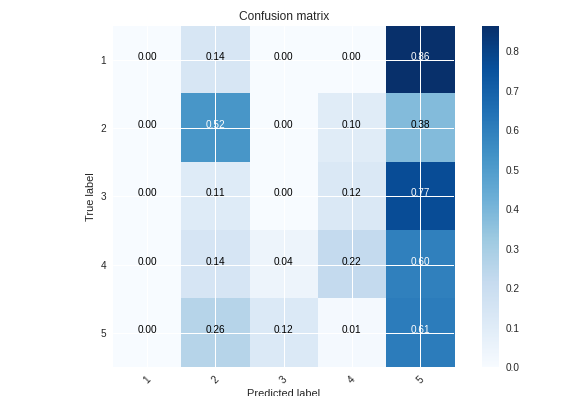 Confusion matrix
True label
1 0.00 0.14 0.00 0.00 0.86
2 0.52 0.00 0.00 0.10 0.38
3 0.00 0.11 0.00 0.12 0.77
4 0.00 0.14 0.04 0.22 0.60
5 0.00 0.26 0.12 0.01 0.61
1 2 3 4 5
Predicted label
0.8
0.7
0.6
0.5
0.4
0.3
0.2
0.1
0.0